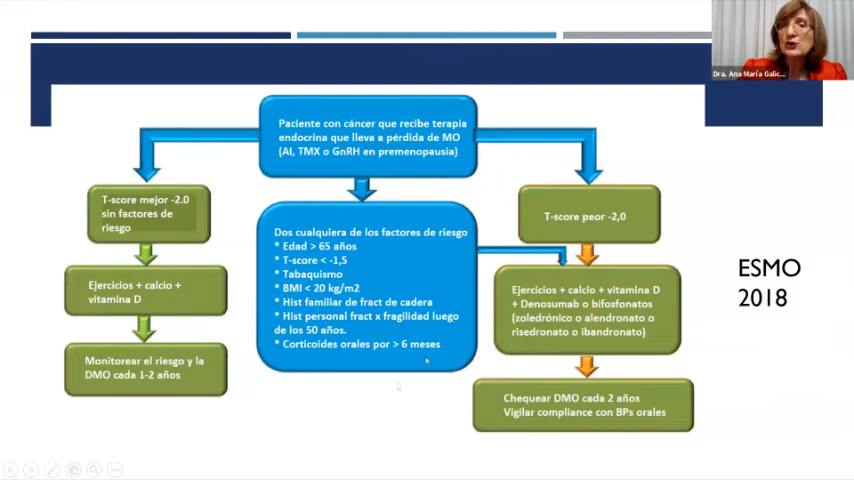 Dra. Ana María Galic...
Paciente con cáncer que recibe terapia
endocrina que lleva a pérdida de MO
(AI, TMX o GnRH en premenopausia)
T-score mejor -2.0
sin factores de
riesgo
Ejercicios + calcio +
vitamina D
Monitorear el riesgo y la
DMO cada 1-2 años
Dos cualquiera de los factores de riesgo
* Edad > 65 años
* T-score < -1,5
* Tabaquismo
* BMI < 20 kg/m2
* Hist familiar de fract de cadera
* Hist personal fract x fragilidad luego
de los 50 años.
* Corticoides orales por > 6 meses
T-score peor -2,0
Ejercicios + calcio + vitamina D
+ Denosumab o bifosfonatos
(zoledrónico o alendronato o
risedronato o ibandronato)
Chequear DMO cada 2 años
Vigilar compliance con BPs orales
ESMO
2018